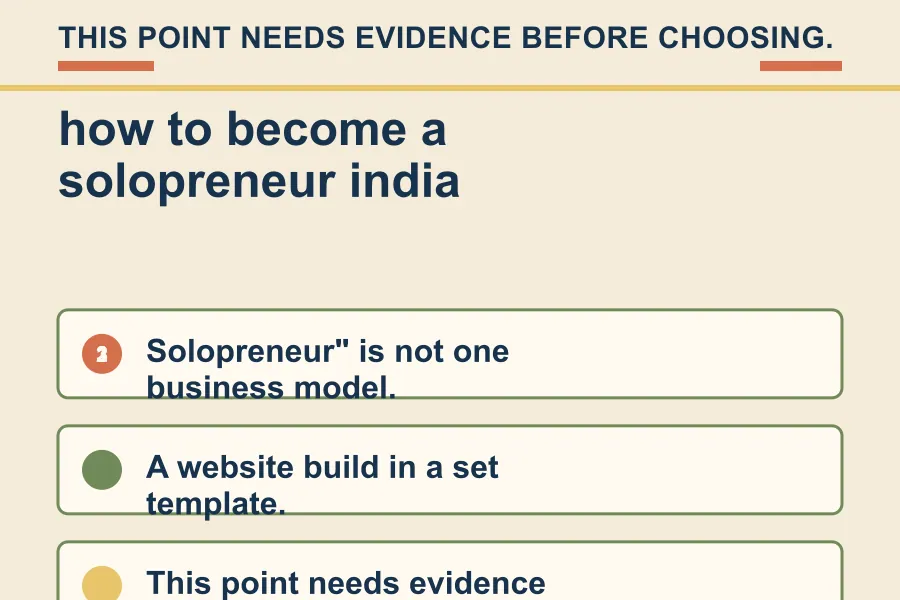 THIS POINT NEEDS EVIDENCE BEFORE CHOOSING.
how to become a
solopreneur india
Solopreneur" is not one
business model.
A website build in a set
template.
This point needs evidence